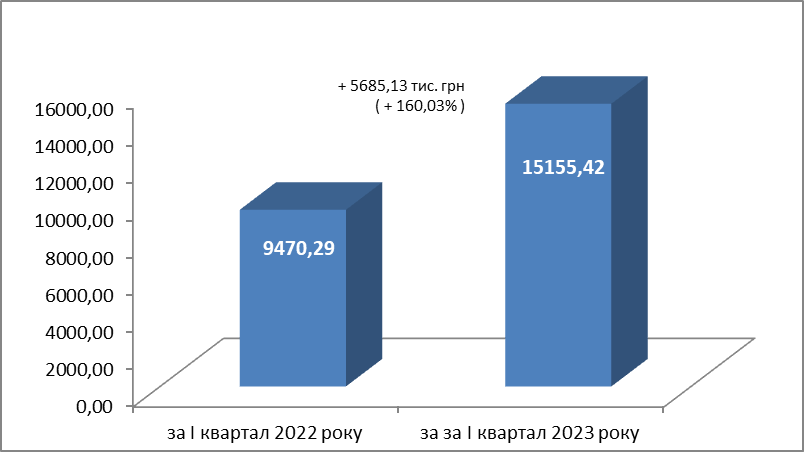 + 5685,13 тис. грн
( + 160,03% )
16000,00
14000,00
12000,00
10000,00
8000,00
6000,00
4000,00
2000,00
0,00
9470,29
15155,42
за І квартал 2022 року
за за І квартал 2023 року